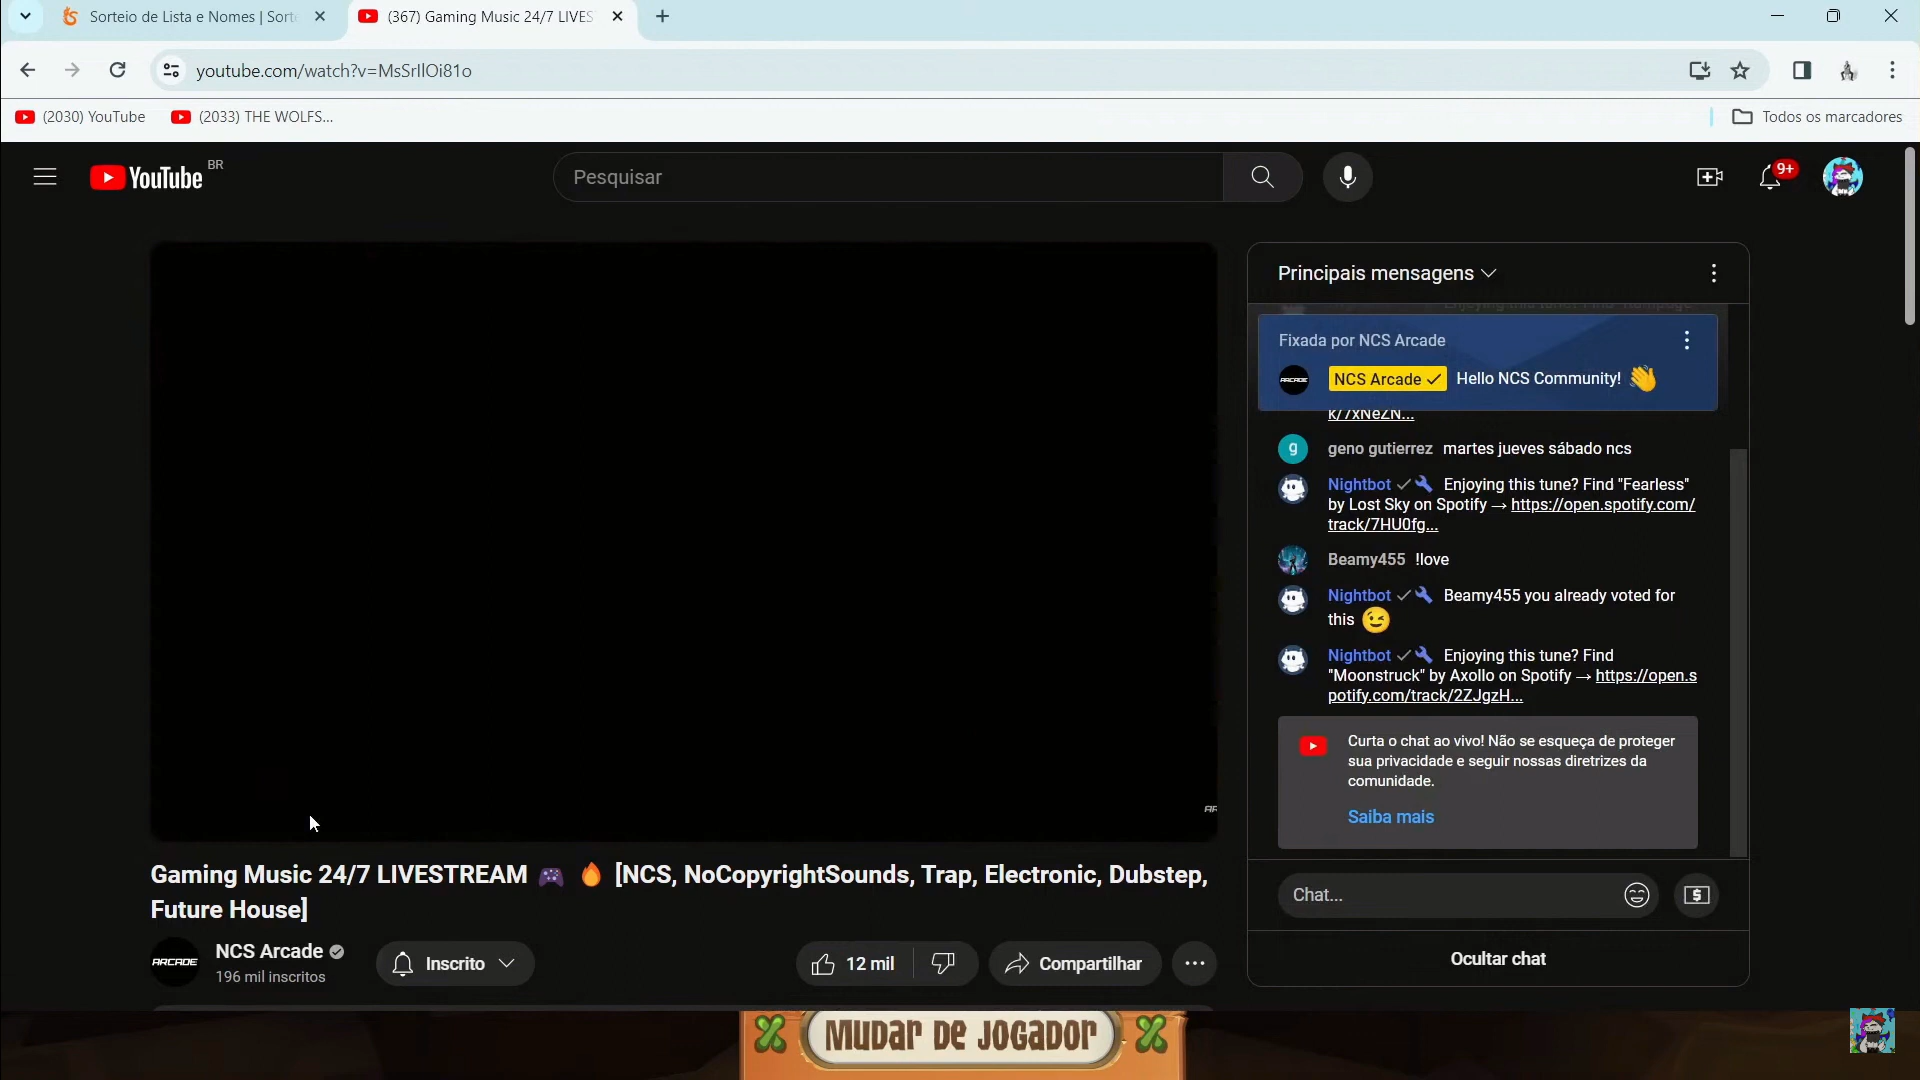 Sorteio de Lista e Nomes | Sort
(367) Gaming Music 24/7 LIVES
youtube.com/watch?v=MsSrIlOi81o
(2030) YouTube
(2033) THE WOLFS...
Todos os marcadores
YouTube
BR
Pesquisar
9+
Principais mensagens
Fixada por NCS Arcade
ARCADE
NCS Arcade
Hello NCS Community! 👋
k/7xNeZN...
g
geno gutierrez martes jueves sábado ncs
Nightbot Enjoying this tune? Find "Fearless"
by Lost Sky on Spotify → https://open.spotify.com/
track/7HU0fg...
Beamy455 !love
Nightbot Beamy455 you already voted for
this 😉
Nightbot Enjoying this tune? Find
"Moonstruck" by Axollo on Spotify → https://open.s
potify.com/track/2ZJgzH...
Curta o chat ao vivo! Não se esqueça de proteger
sua privacidade e seguir nossas diretrizes da
comunidade.
Saiba mais
Chat...
Ocultar chat
Gaming Music 24/7 LIVESTREAM 🎮 🔥 [NCS, NoCopyrightSounds, Trap, Electronic, Dubstep,
Future House]
ARCADE
NCS Arcade
196 mil inscritos
Inscrito
12 mil
Compartilhar
MUDAR DE JOGADOR